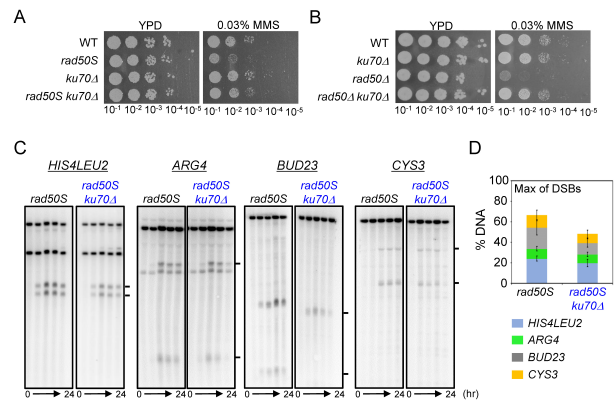 A
YPD
0.03% MMS
WT
rad50S
ku70Δ
rad50S ku70Δ
10-1 10-2 10-3 10-4 10-5
10-1 10-2 10-3 10-4 10-5
B
YPD
0.03% MMS
WT
ku70Δ
rad50Δ
rad50Δ ku70Δ
10-1 10-2 10-3 10-4 10-5
10-1 10-2 10-3 10-4 10-5
C
HIS4LEU2
ARG4
BUD23
CYS3
rad50S
rad50S ku70Δ
rad50S
rad50S ku70Δ
rad50S
rad50S ku70Δ
rad50S
rad50S ku70Δ
0 24 0 24
0 24 0 24
0 24 0 24
0 24 0 24 (hr)
D
Max of DSBs
% DNA
100
80
60
40
20
0
rad50S
rad50S ku70Δ
HIS4LEU2
ARG4
BUD23
CYS3